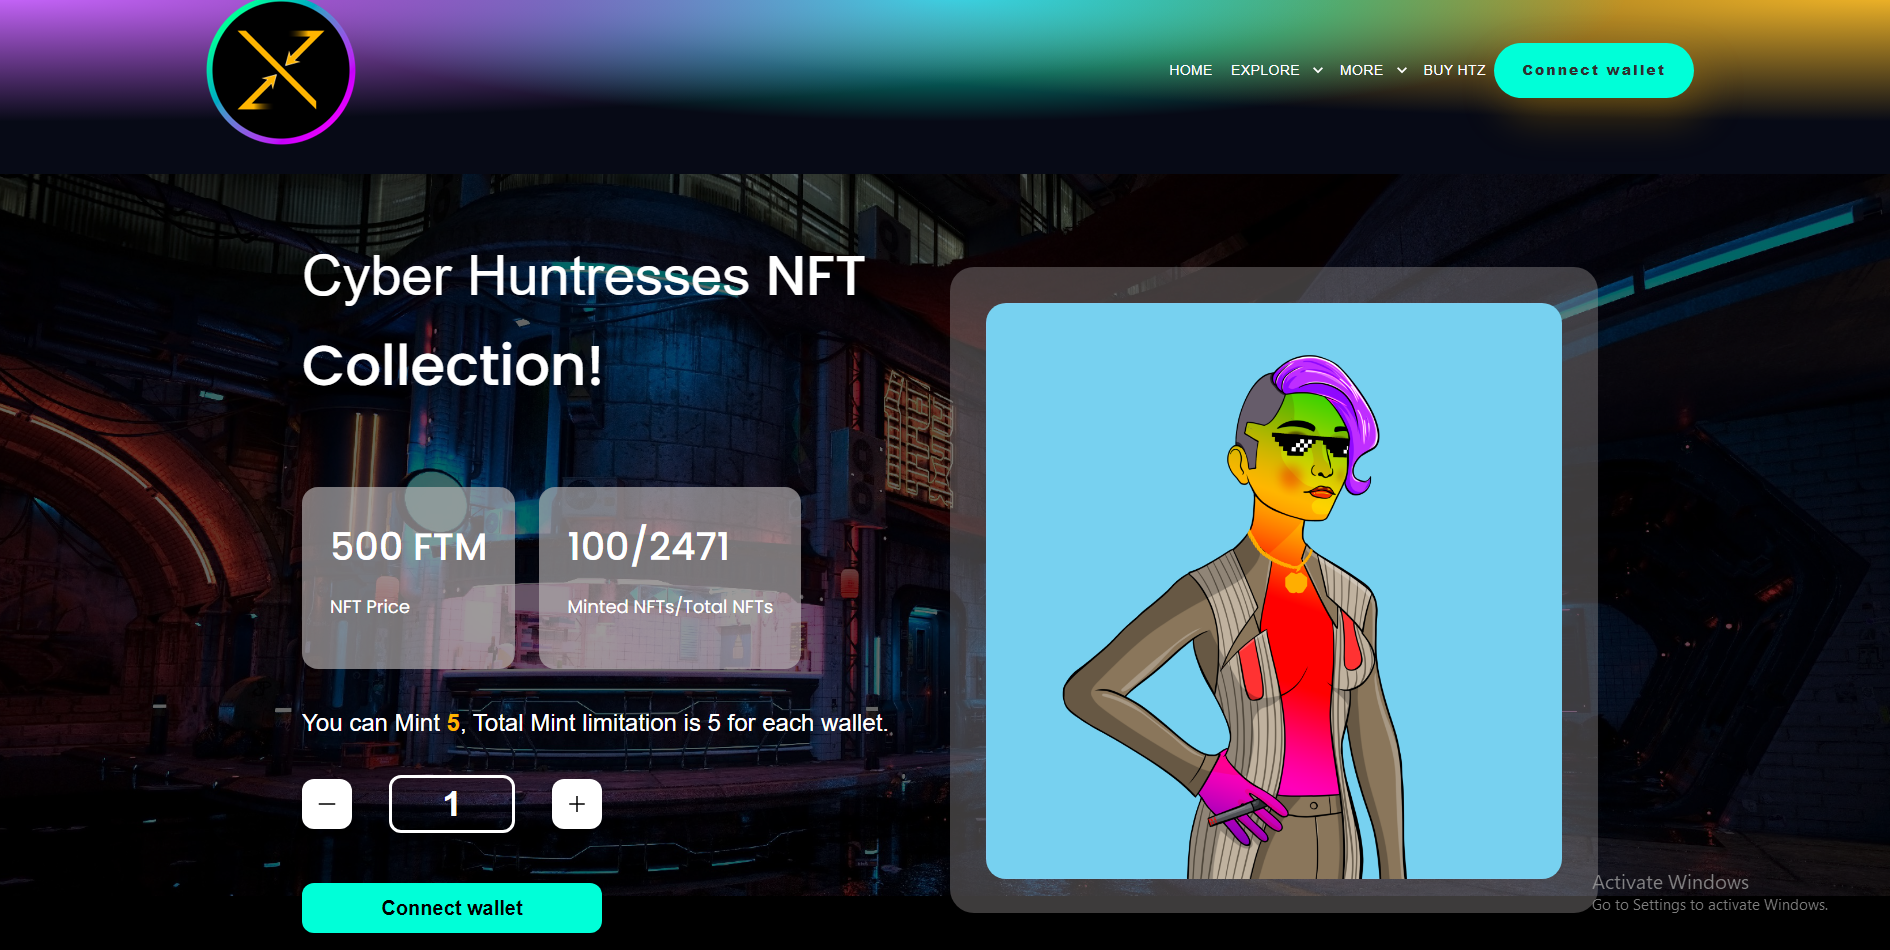 HOME EXPLORE MORE BUY HTZ Connect wallet
Cyber Huntresses NFT
Collection!
500 FTM
NFT Price
100/2471
Minted NFTs/Total NFTs
You can Mint 5, Total Mint limitation is 5 for each wallet.
1
Connect wallet
Activate Windows
Go to Settings to activate Windows.